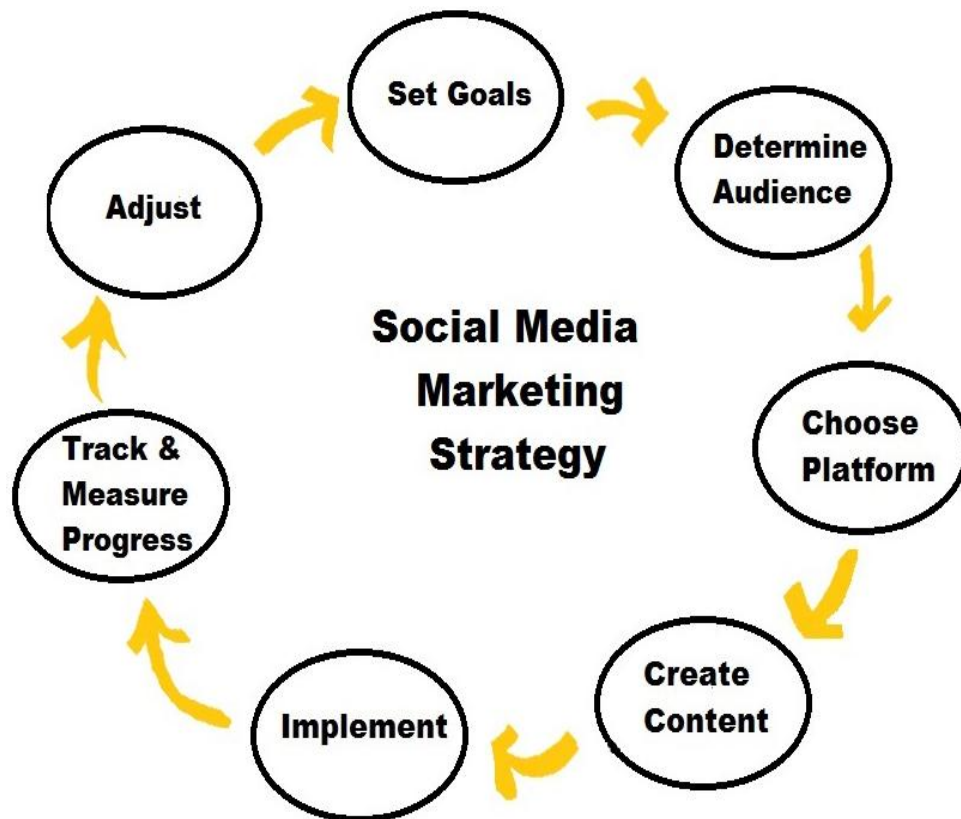 Set Goals
Determine
Audience
Choose
Platform
Create
Content
Implement
Track &
Measure
Progress
Adjust
Social Media
Marketing
Strategy